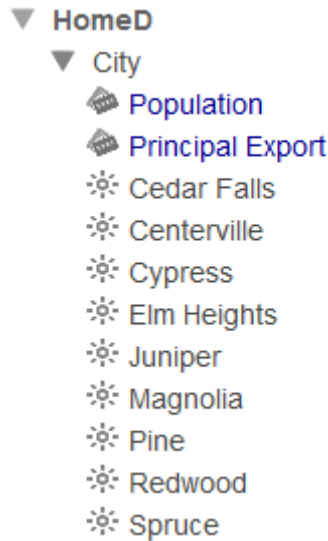 HomeD
City
Population
Principal Export
Cedar Falls
Centerville
Cypress
Elm Heights
Juniper
Magnolia
Pine
Redwood
Spruce